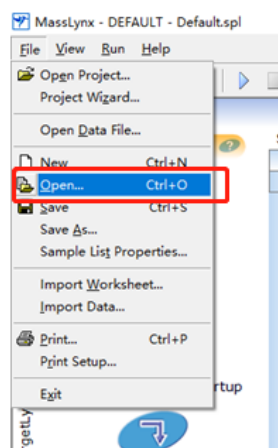 MassLynx - DEFAULT - Default.spl
File View Run Help
Open Project...
Project Wizard...
Open Data File...
New Ctrl+N
Open... Ctrl+O
Save Ctrl+S
Save As...
Sample List Properties...
Import Worksheet...
Import Data...
Print... Ctrl+P
Print Setup...
Exit